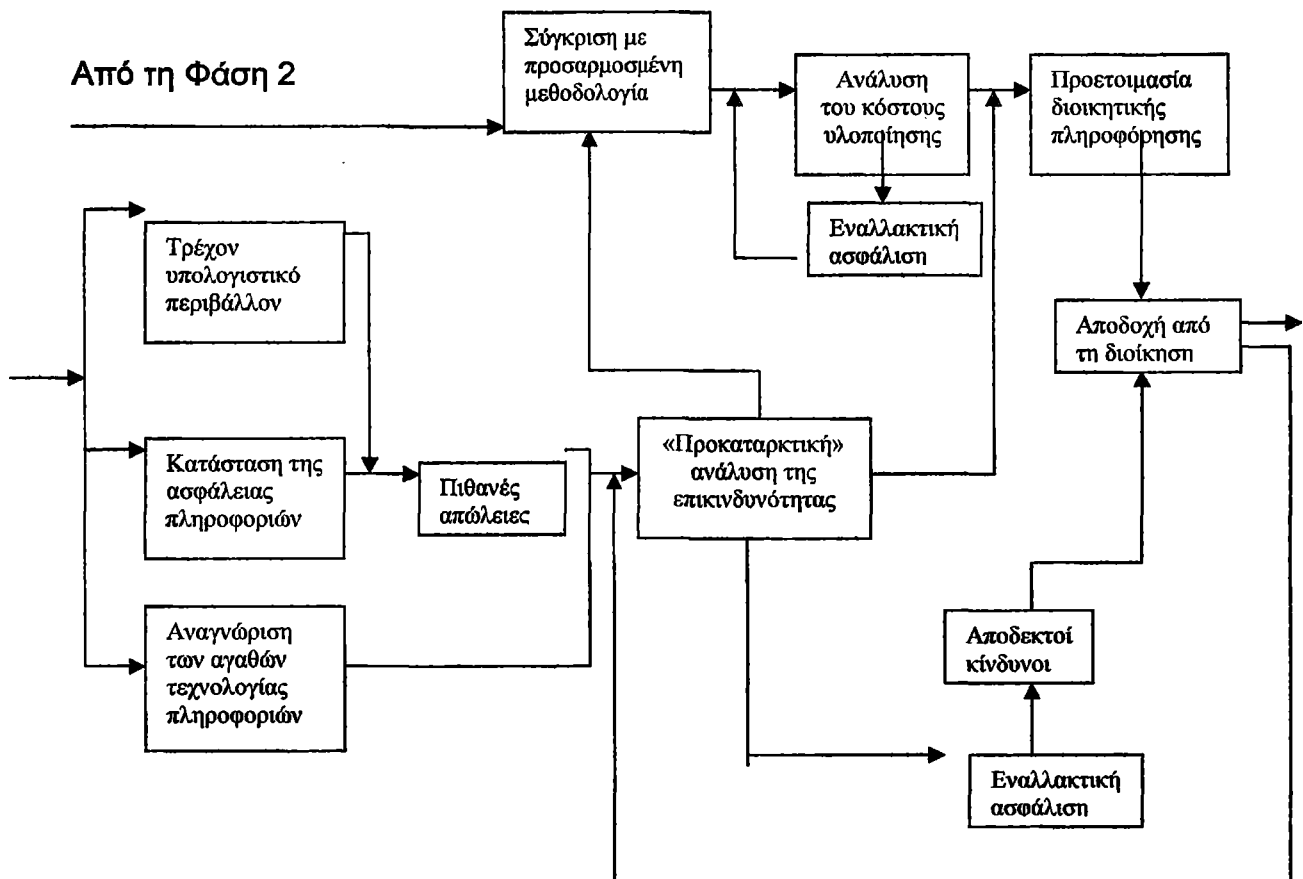 Από τη Φάση 2
Σύγκριση με
προσαρμοσμένη
μεθοδολογία
Ανάλυση
του κόστους
υλοποίησης
Προετοιμασία
διοικητικής
πληροφόρησης
Εναλλακτική
ασφάλιση
Τρέχον
υπολογιστικό
περιβάλλον
Αποδοχή από
τη διοίκηση
Κατάσταση της
ασφάλειας
πληροφοριών
Πιθανές
απώλειες
«Προκαταρκτική»
ανάλυση της
επικινδυνότητας
Αναγνώριση
των αγαθών
τεχνολογίας
πληροφοριών
Αποδεκτοί
κίνδυνοι
Εναλλακτική
ασφάλιση